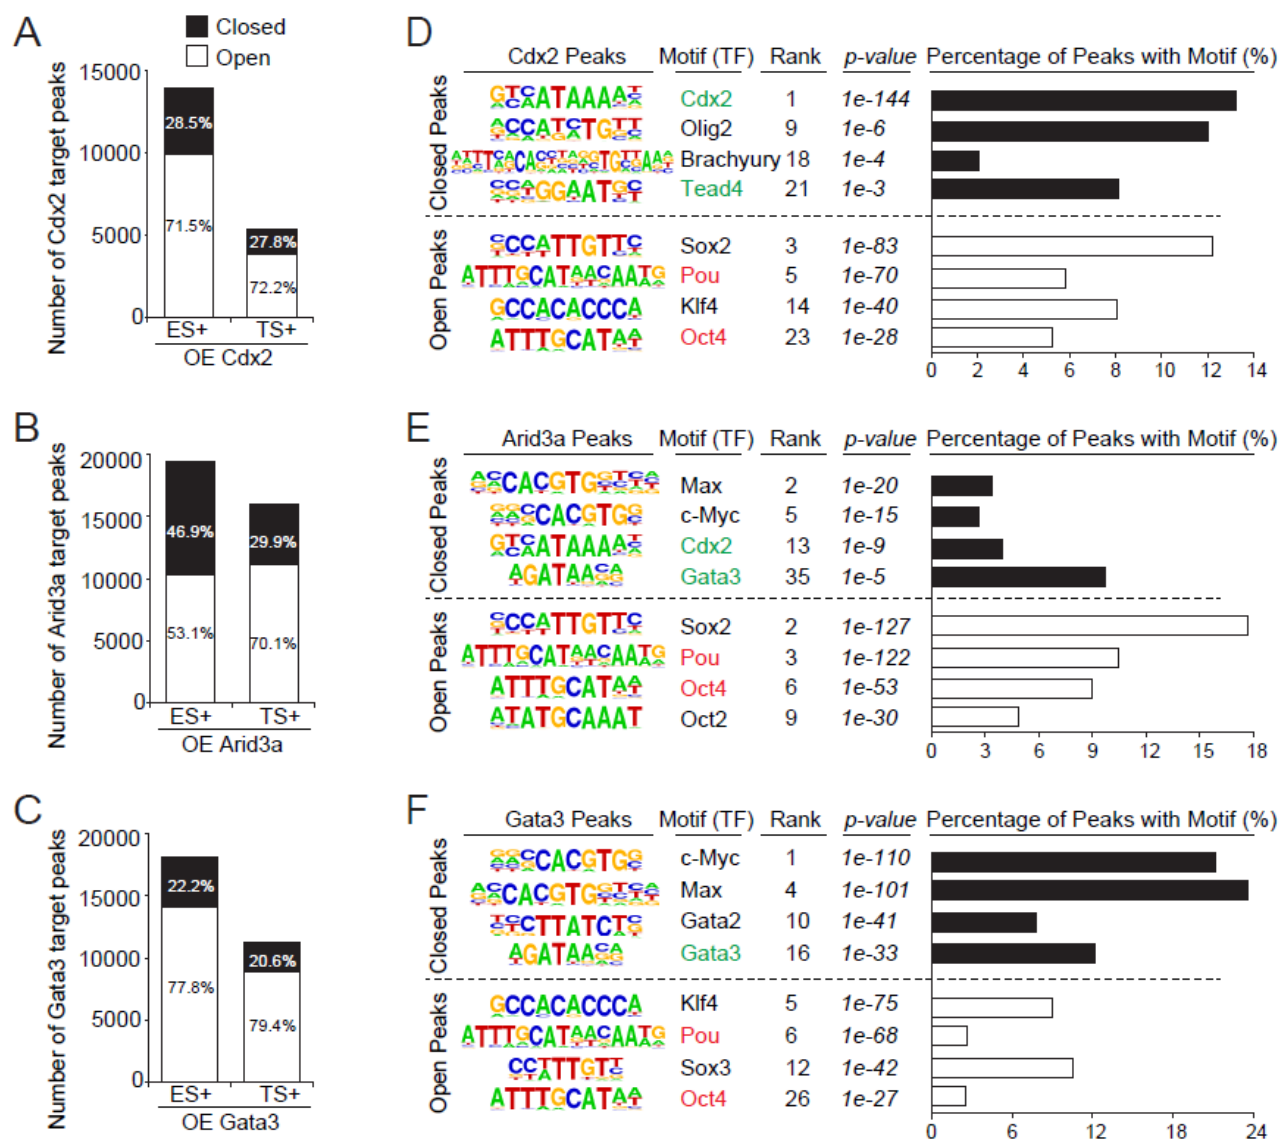 A
Closed
Open
Number of Cdx2 target peaks
15000
10000
5000
0
28.5%
71.5%
27.8%
72.2%
ES+ TS+
OE Cdx2
B
Number of Arid3a target peaks
20000
15000
10000
5000
0
46.9%
53.1%
29.9%
70.1%
ES+ TS+
OE Arid3a
C
Number of Gata3 target peaks
20000
15000
10000
5000
0
22.2%
77.8%
20.6%
79.4%
ES+ TS+
OE Gata3
D
Cdx2 Peaks Motif (TF) Rank p-value Percentage of Peaks with Motif (%)
Closed Peaks
Cdx2 1 1e-144
Olig2 9 1e-6
Brachyury 18 1e-4
Tead4 21 1e-3
Open Peaks
Sox2 3 1e-83
Pou 5 1e-70
GCCACACCCA Klf4 14 1e-40
ATTTGCATAA Oct4 23 1e-28
0 2 4 6 8 10 12 14
E
Arid3a Peaks Motif (TF) Rank p-value Percentage of Peaks with Motif (%)
Closed Peaks
Max 2 1e-20
c-Myc 5 1e-15
Cdx2 13 1e-9
Gata3 35 1e-5
Open Peaks
Sox2 2 1e-127
Pou 3 1e-122
ATTTGCATAA Oct4 6 1e-53
ATATGCAAAT Oct2 9 1e-30
0 3 6 9 12 15 18
F
Gata3 Peaks Motif (TF) Rank p-value Percentage of Peaks with Motif (%)
Closed Peaks
c-Myc 1 1e-110
Max 4 1e-101
Gata2 10 1e-41
Gata3 16 1e-33
Open Peaks
GCCACACCCA Klf4 5 1e-75
Pou 6 1e-68
Sox3 12 1e-42
ATTTGCATAA Oct4 26 1e-27
0 6 12 18 24